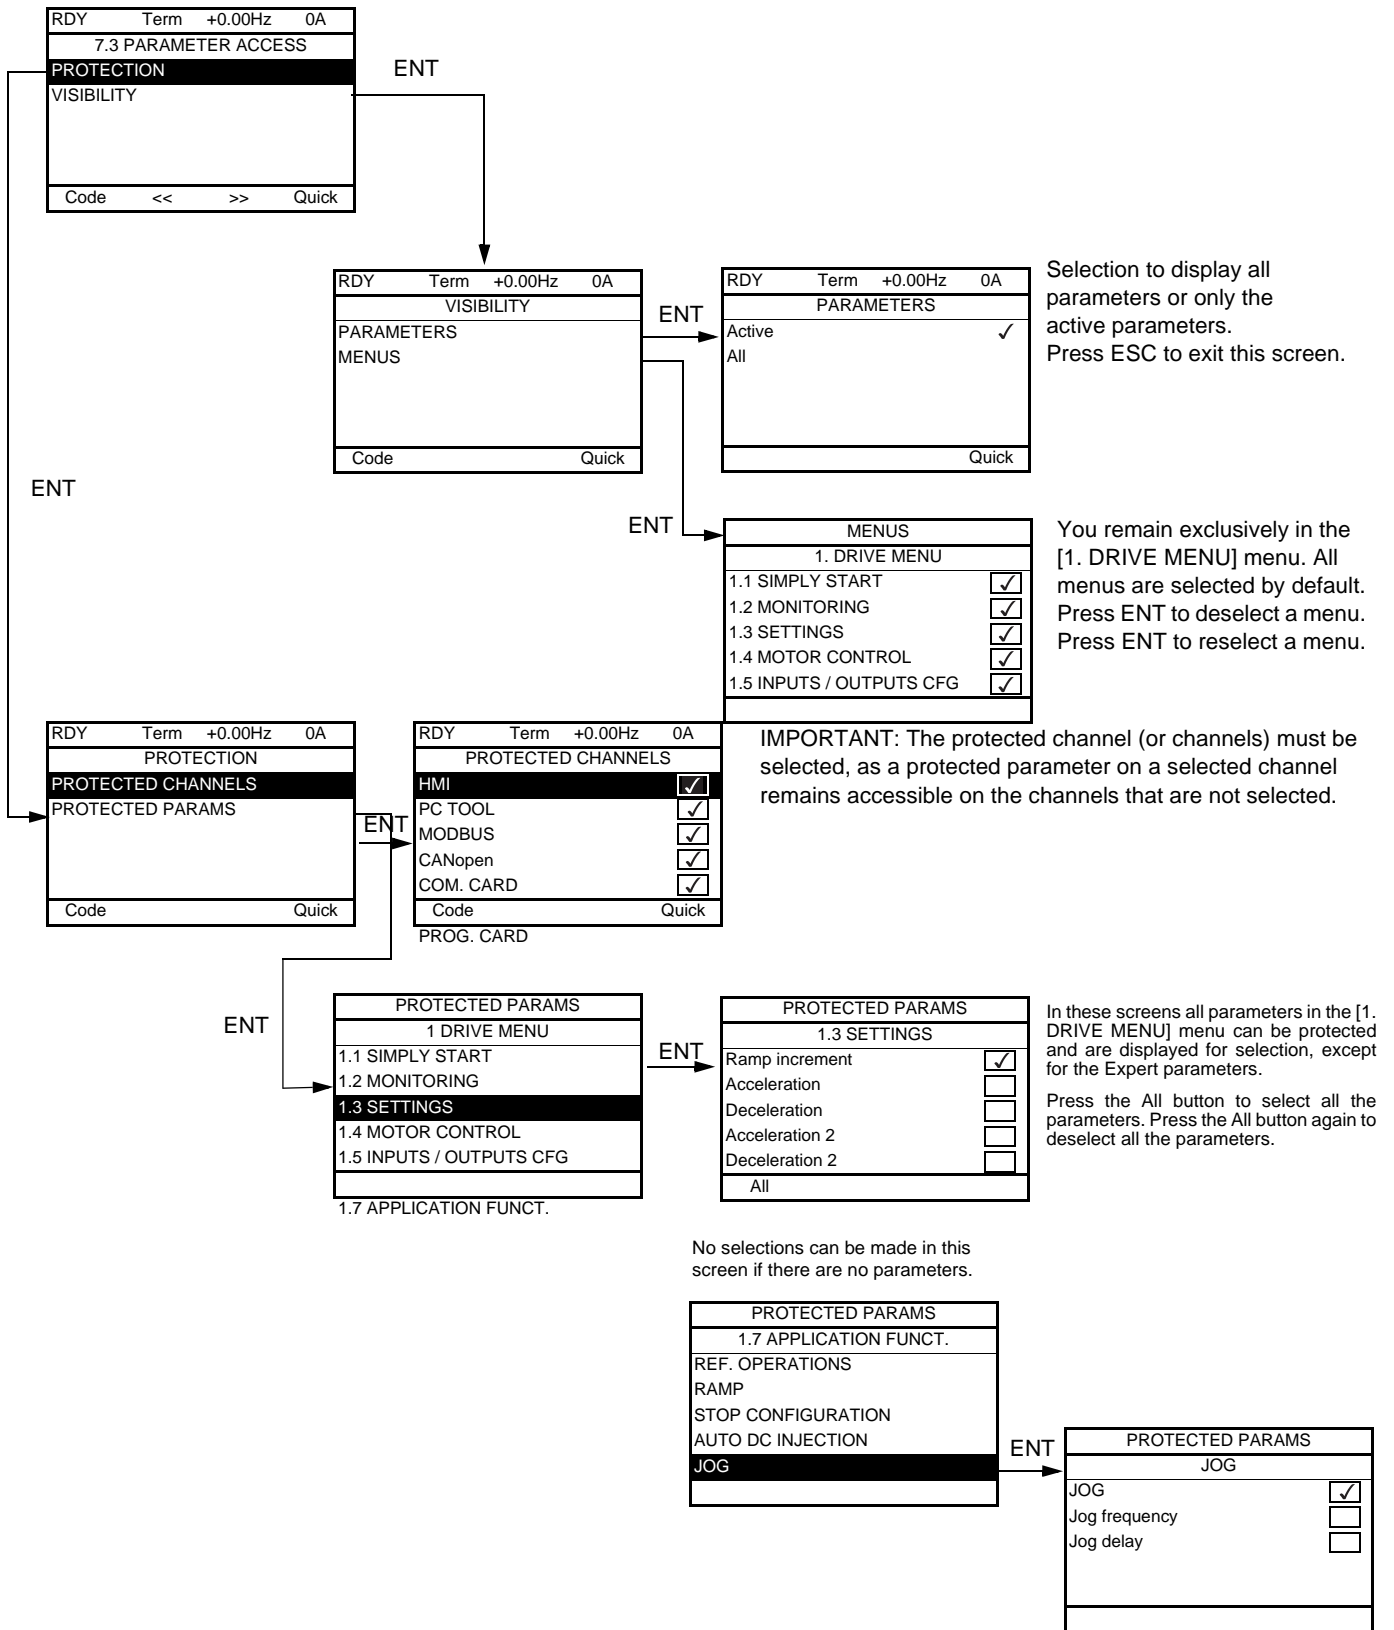 RDY Term +0.00Hz 0A
7.3 PARAMETER ACCESS
PROTECTION
VISIBILITY
Code << >> Quick
ENT
RDY Term +0.00Hz 0A
VISIBILITY
PARAMETERS
MENUS
Code Quick
ENT
RDY Term +0.00Hz 0A
PARAMETERS
Active ✓
All
Quick
Selection to display all
parameters or only the
active parameters.
Press ESC to exit this screen.
ENT
ENT
MENUS
1. DRIVE MENU
1.1 SIMPLY START ✓
1.2 MONITORING ✓
1.3 SETTINGS ✓
1.4 MOTOR CONTROL ✓
1.5 INPUTS / OUTPUTS CFG ✓
You remain exclusively in the
[1. DRIVE MENU] menu. All
menus are selected by default.
Press ENT to deselect a menu.
Press ENT to reselect a menu.
RDY Term +0.00Hz 0A
PROTECTION
PROTECTED CHANNELS
PROTECTED PARAMS
Code Quick
ENT
RDY Term +0.00Hz 0A
PROTECTED CHANNELS
HMI ✓
PC TOOL ✓
MODBUS ✓
CANopen ✓
COM. CARD ✓
Code Quick
PROG. CARD
IMPORTANT: The protected channel (or channels) must be
selected, as a protected parameter on a selected channel
remains accessible on the channels that are not selected.
ENT
PROTECTED PARAMS
1 DRIVE MENU
1.1 SIMPLY START
1.2 MONITORING
1.3 SETTINGS
1.4 MOTOR CONTROL
1.5 INPUTS / OUTPUTS CFG
1.7 APPLICATION FUNCT.
ENT
PROTECTED PARAMS
1.3 SETTINGS
Ramp increment ✓
Acceleration
Deceleration
Acceleration 2
Deceleration 2
All
In these screens all parameters in the [1.
DRIVE MENU] menu can be protected
and are displayed for selection, except
for the Expert parameters.
Press the All button to select all the
parameters. Press the All button again to
deselect all the parameters.
No selections can be made in this
screen if there are no parameters.
PROTECTED PARAMS
1.7 APPLICATION FUNCT.
REF. OPERATIONS
RAMP
STOP CONFIGURATION
AUTO DC INJECTION
JOG
ENT
PROTECTED PARAMS
JOG
JOG ✓
Jog frequency
Jog delay